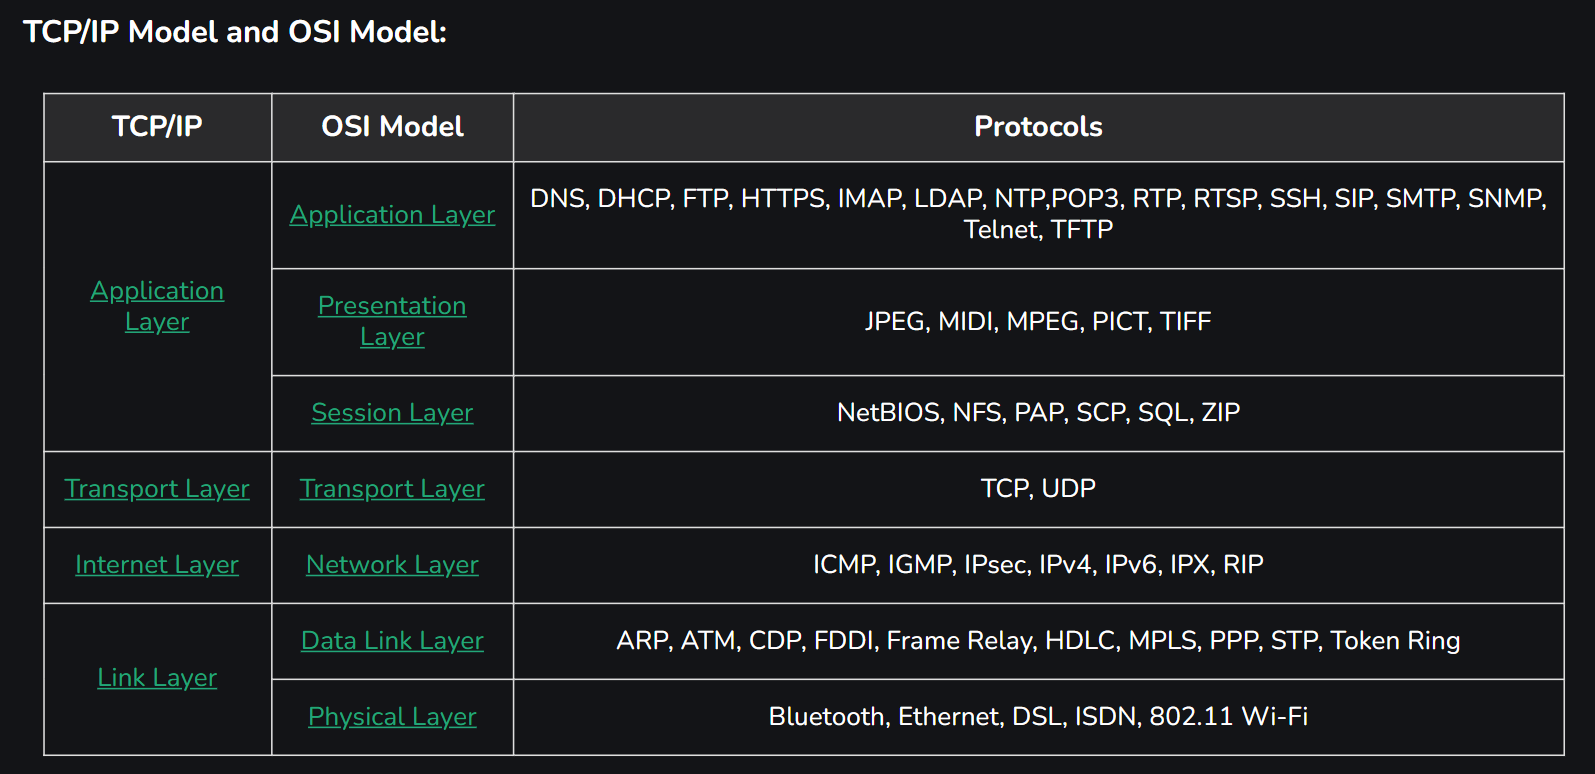 TCP/IP Model and OSI Model:
TCP/IP
OSI Model
Protocols
Application
Layer
Application Layer
DNS, DHCP, FTP, HTTPS, IMAP, LDAP, NTP,POP3, RTP, RTSP, SSH, SIP, SMTP, SNMP,
Telnet, TFTP
Presentation
Layer
JPEG, MIDI, MPEG, PICT, TIFF
Session Layer
NetBIOS, NFS, PAP, SCP, SQL, ZIP
Transport Layer
Transport Layer
TCP, UDP
Internet Layer
Network Layer
ICMP, IGMP, IPsec, IPv4, IPv6, IPX, RIP
Link Layer
Data Link Layer
ARP, ATM, CDP, FDDI, Frame Relay, HDLC, MPLS, PPP, STP, Token Ring
Physical Layer
Bluetooth, Ethernet, DSL, ISDN, 802.11 Wi-Fi